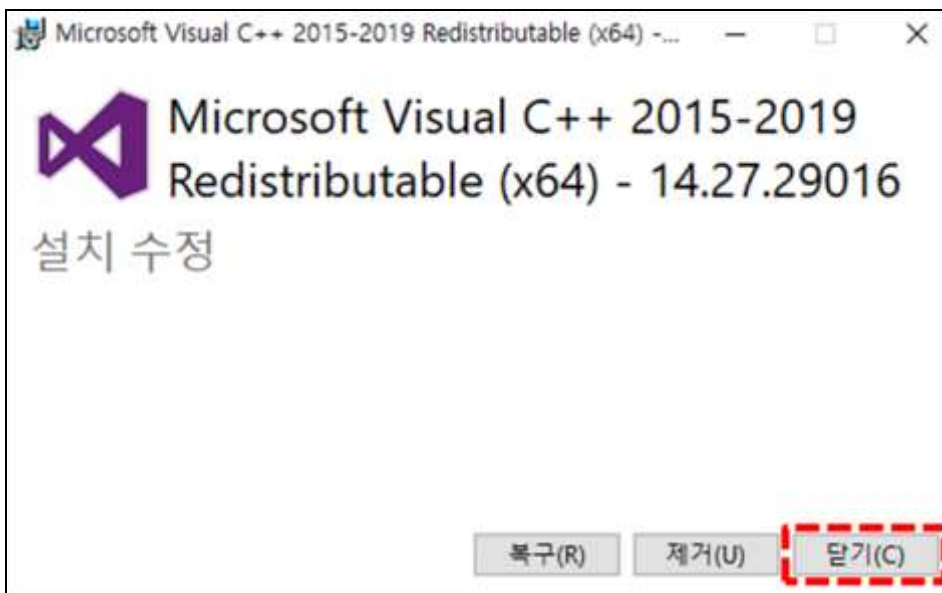 Microsoft Visual C++ 2015-2019 Redistributable (x64) -...
Microsoft Visual C++ 2015-2019
Redistributable (x64) - 14.27.29016
설치 수정
복구(R) 제거(U) 닫기(C)